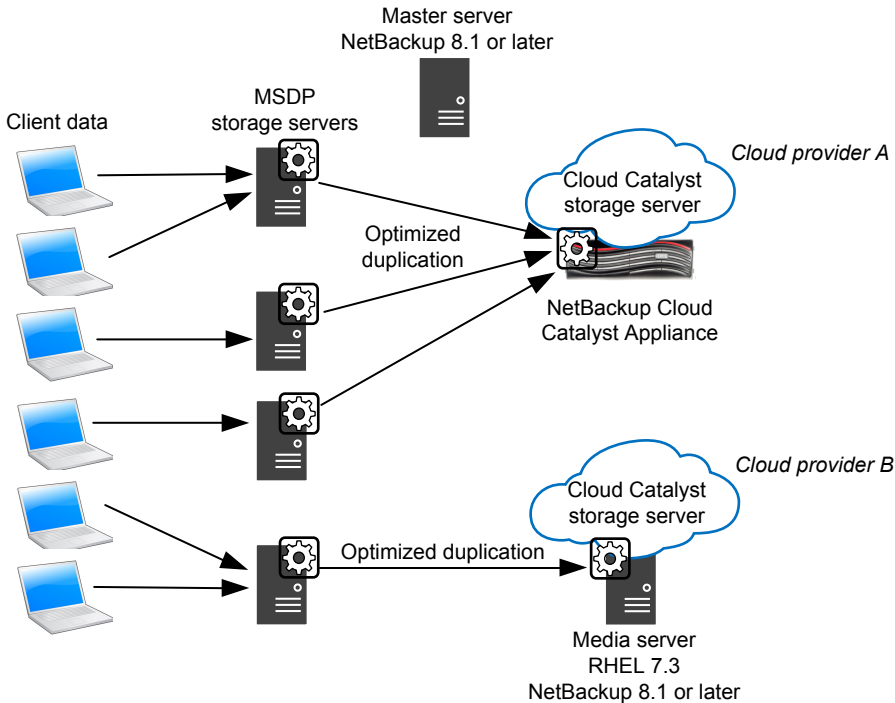 Master server
NetBackup 8.1 or later
MSDP
storage servers
Client data
Cloud provider A
Cloud Catalyst
storage server
Optimized
duplication
NetBackup Cloud
Catalyst Appliance
Cloud provider B
Cloud Catalyst
storage server
Optimized duplication
Media server
RHEL 7.3
NetBackup 8.1 or later